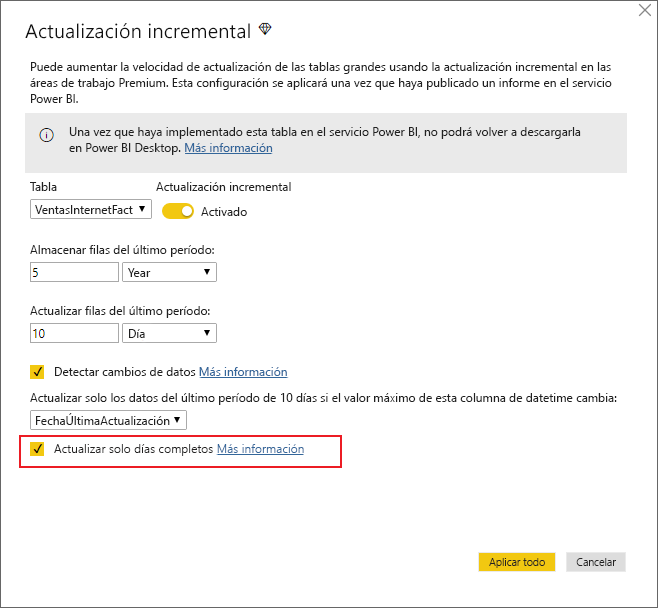 Actualización incremental
Puede aumentar la velocidad de actualización de las tablas grandes usando la actualización incremental en las
áreas de trabajo Premium. Esta configuración se aplicará una vez que haya publicado un informe en el servicio
Power BI.
Una vez que haya implementado esta tabla en el servicio Power BI, no podrá volver a descargarla
en Power BI Desktop. Más información
Tabla Actualización incremental
VentasInternetFact Activado
Almacenar filas del último período:
5 Year
Actualizar filas del último período:
10 Día
Detectar cambios de datos Más información
Actualizar solo los datos del último período de 10 días si el valor máximo de esta columna de datetime cambia:
FechaÚltimaActualización
Actualizar solo días completos Más información
Aplicar todo Cancelar